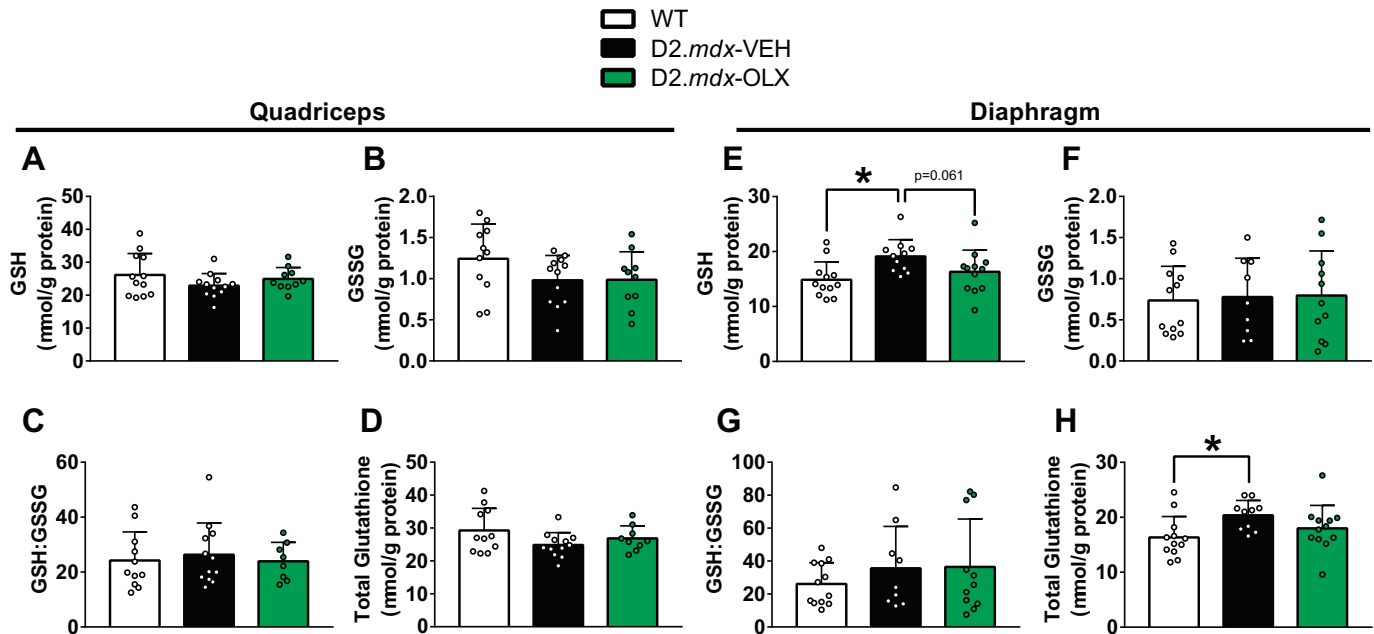 WT
D2.mdx-VEH
D2.mdx-OLX
Quadriceps
Diaphragm
A
GSH
(nmol/g protein)
50
40
30
20
10
0
B
GSSG
(nmol/g protein)
2.0
1.5
1.0
0.5
0.0
E
GSH
(nmol/g protein)
30
20
10
0
*
p=0.061
F
GSSG
(nmol/g protein)
2.0
1.5
1.0
0.5
0.0
C
GSH:GSSG
60
40
20
0
D
Total Glutathione
(nmol/g protein)
50
40
30
20
10
0
G
GSH:GSSG
100
80
60
40
20
0
H
Total Glutathione
(nmol/g protein)
30
20
10
0
*